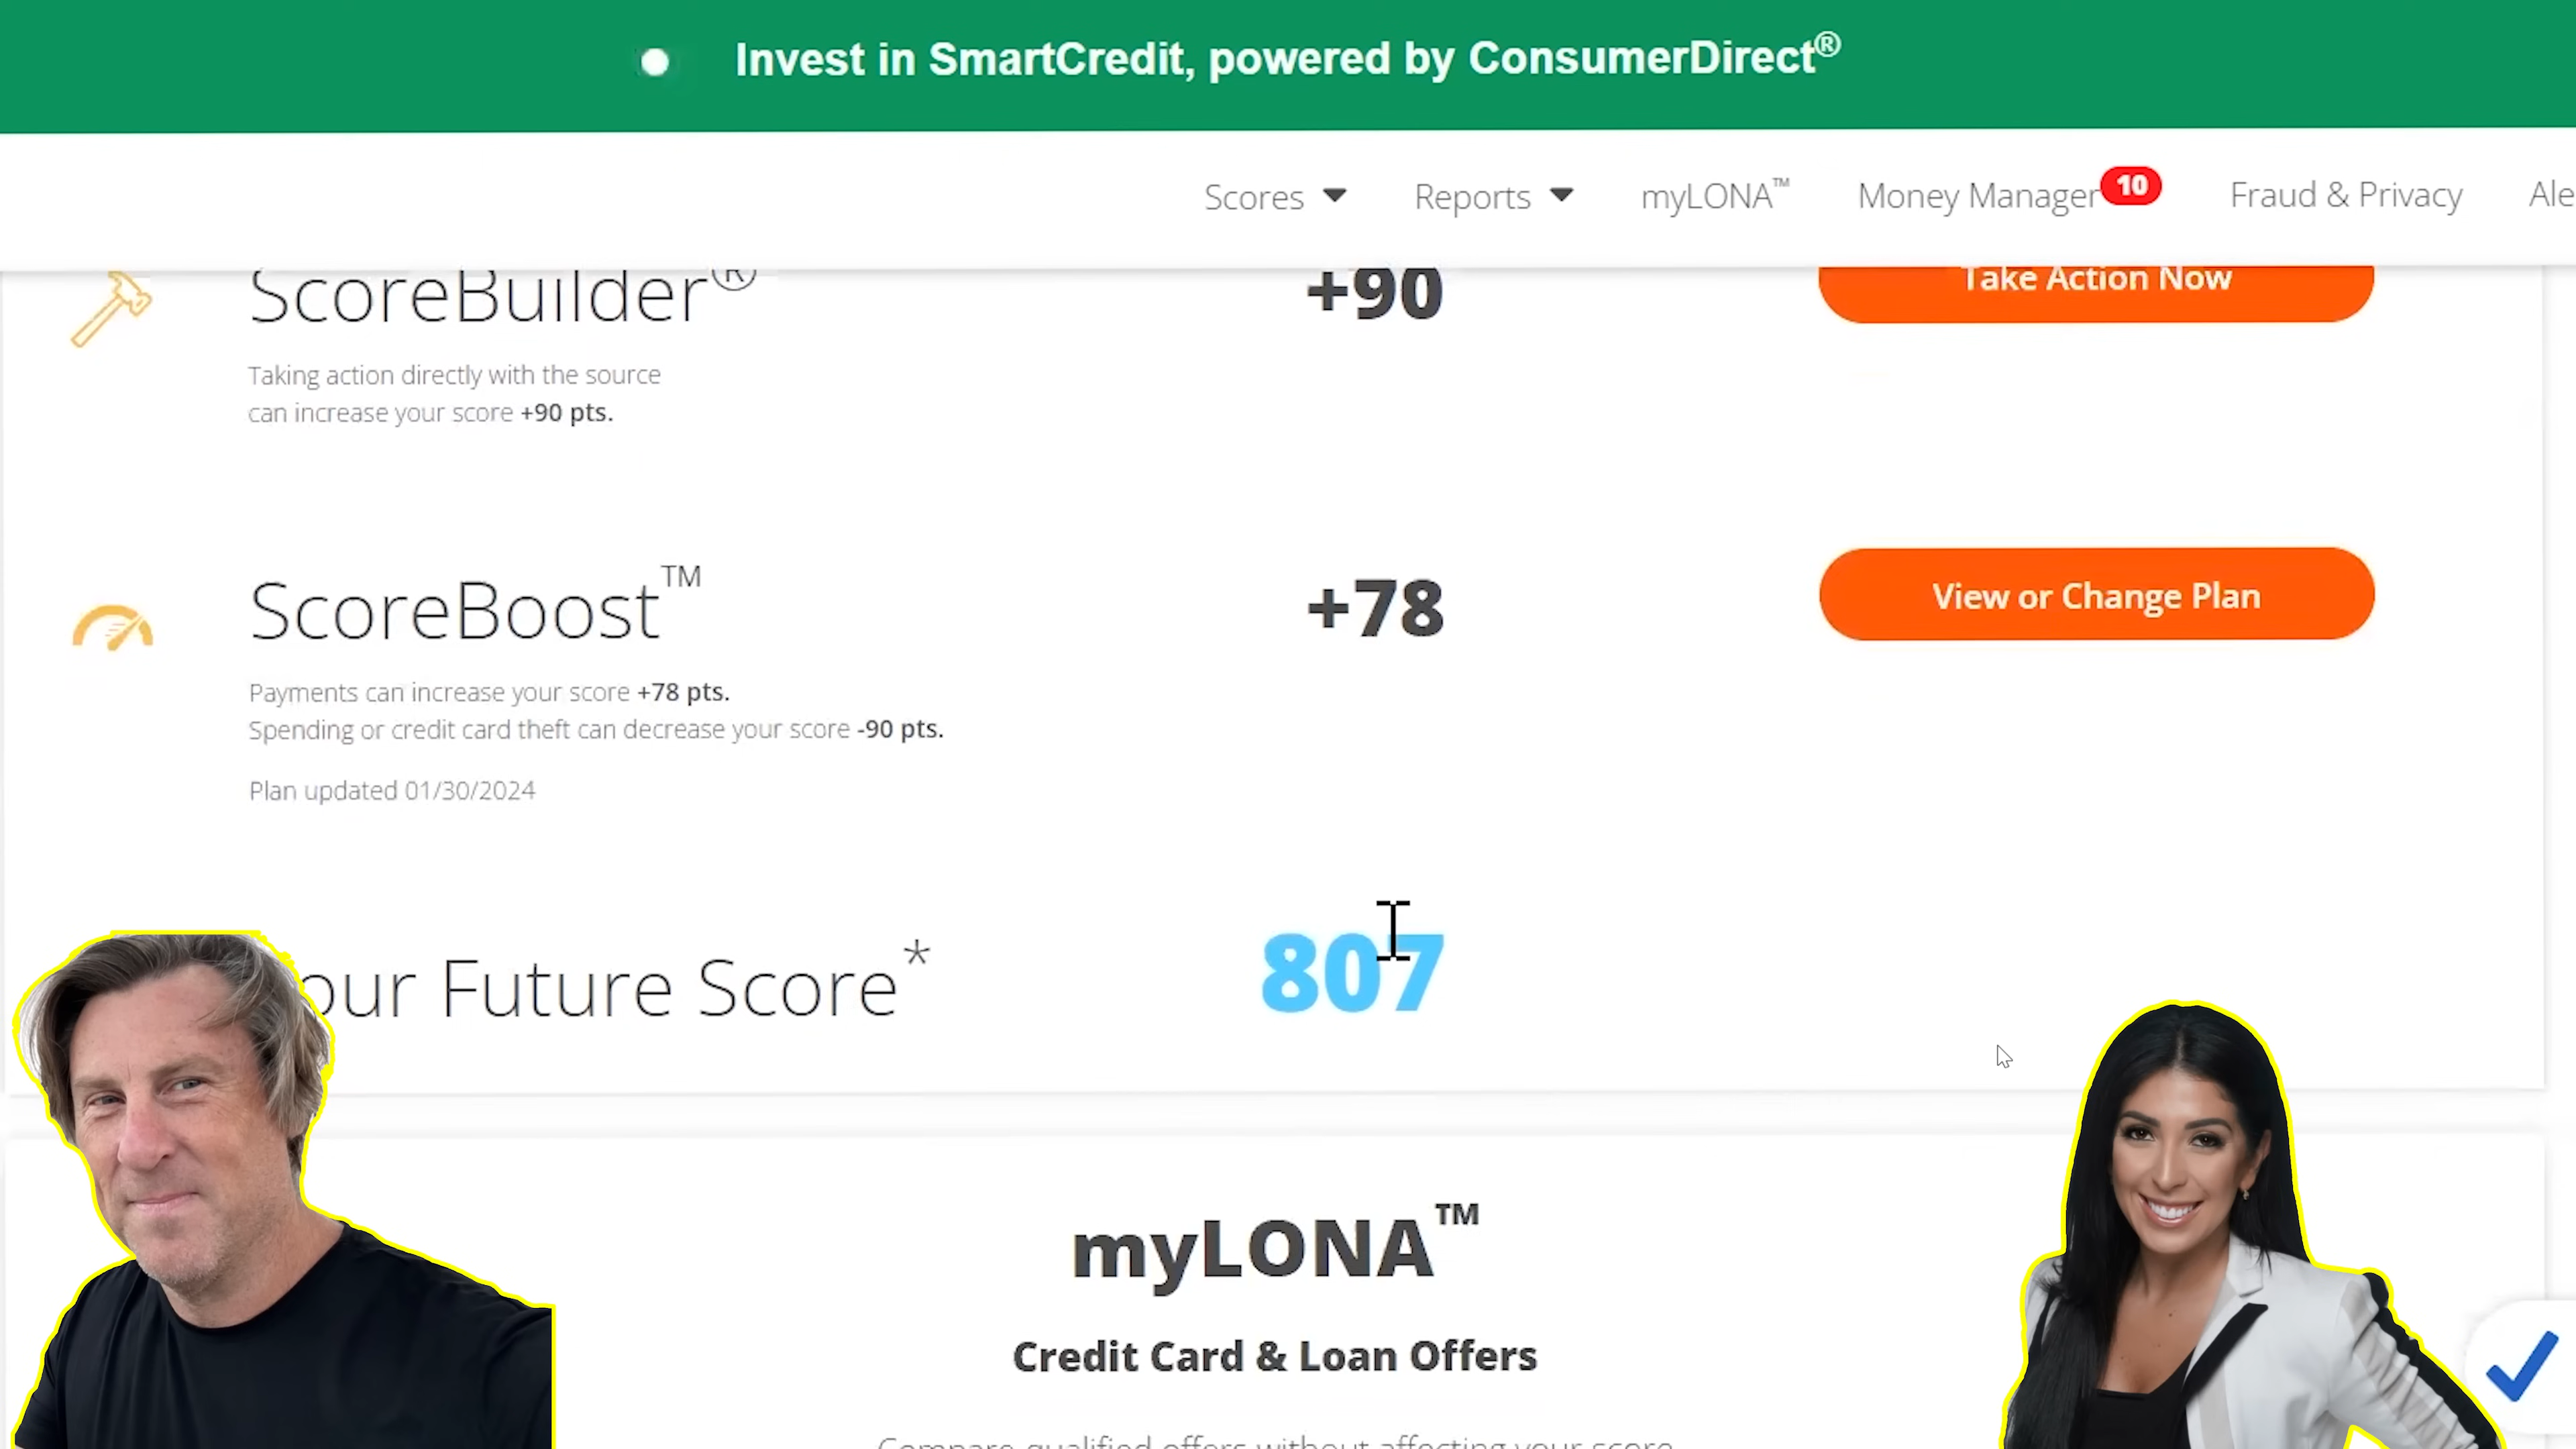 Invest in SmartCredit, powered by ConsumerDirect®
Scores Reports myLONA™ Money Manager 10 Fraud & Privacy Ale
ScoreBuilder® +90 Take Action Now
Taking action directly with the source
can increase your score +90 pts.
ScoreBoost™ +78 View or Change Plan
Payments can increase your score +78 pts.
Spending or credit card theft can decrease your score -90 pts.
Plan updated 01/30/2024
our Future Score* 807
myLONA™
Credit Card & Loan Offers
Compare qualified offers without affecting your score